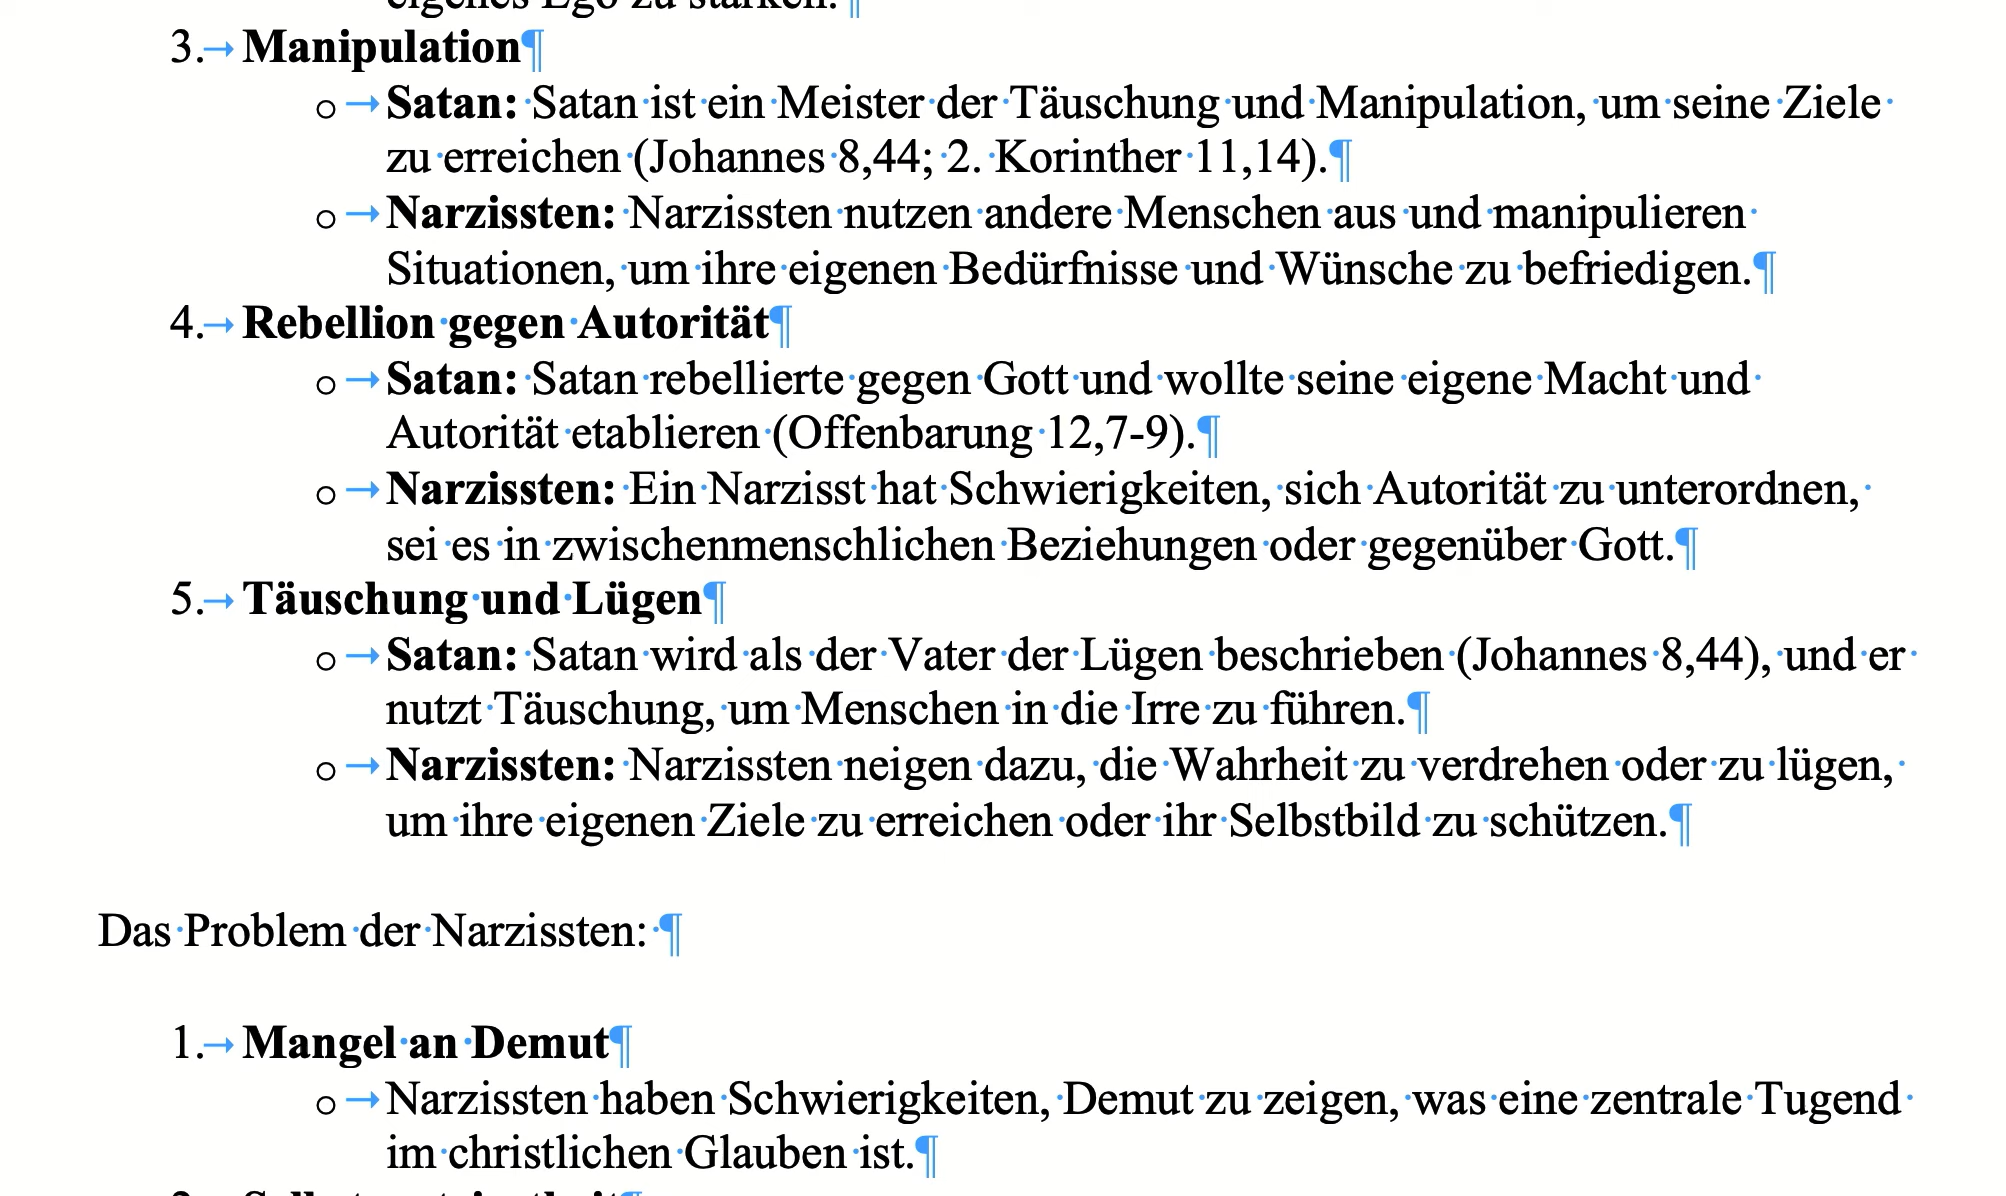 eigenes Ego zu stärken.¶
3.→ Manipulation¶
○ → Satan: Satan ist ein Meister der Täuschung und Manipulation, um seine Ziele
zu erreichen (Johannes 8,44; 2. Korinther 11,14).¶
○ → Narzissten: Narzissten nutzen andere Menschen aus und manipulieren
Situationen, um ihre eigenen Bedürfnisse und Wünsche zu befriedigen.¶
4.→ Rebellion gegen Autorität¶
○ → Satan: Satan rebellierte gegen Gott und wollte seine eigene Macht und
Autorität etablieren (Offenbarung 12,7-9).¶
○ → Narzissten: Ein Narzisst hat Schwierigkeiten, sich Autorität zu unterordnen,
sei es in zwischenmenschlichen Beziehungen oder gegenüber Gott.¶
5.→ Täuschung und Lügen¶
○ → Satan: Satan wird als der Vater der Lügen beschrieben (Johannes 8,44), und er
nutzt Täuschung, um Menschen in die Irre zu führen.¶
○ → Narzissten: Narzissten neigen dazu, die Wahrheit zu verdrehen oder zu lügen,
um ihre eigenen Ziele zu erreichen oder ihr Selbstbild zu schützen.¶
Das Problem der Narzissten: ¶
1.→ Mangel an Demut¶
○ → Narzissten haben Schwierigkeiten, Demut zu zeigen, was eine zentrale Tugend
im christlichen Glauben ist.¶